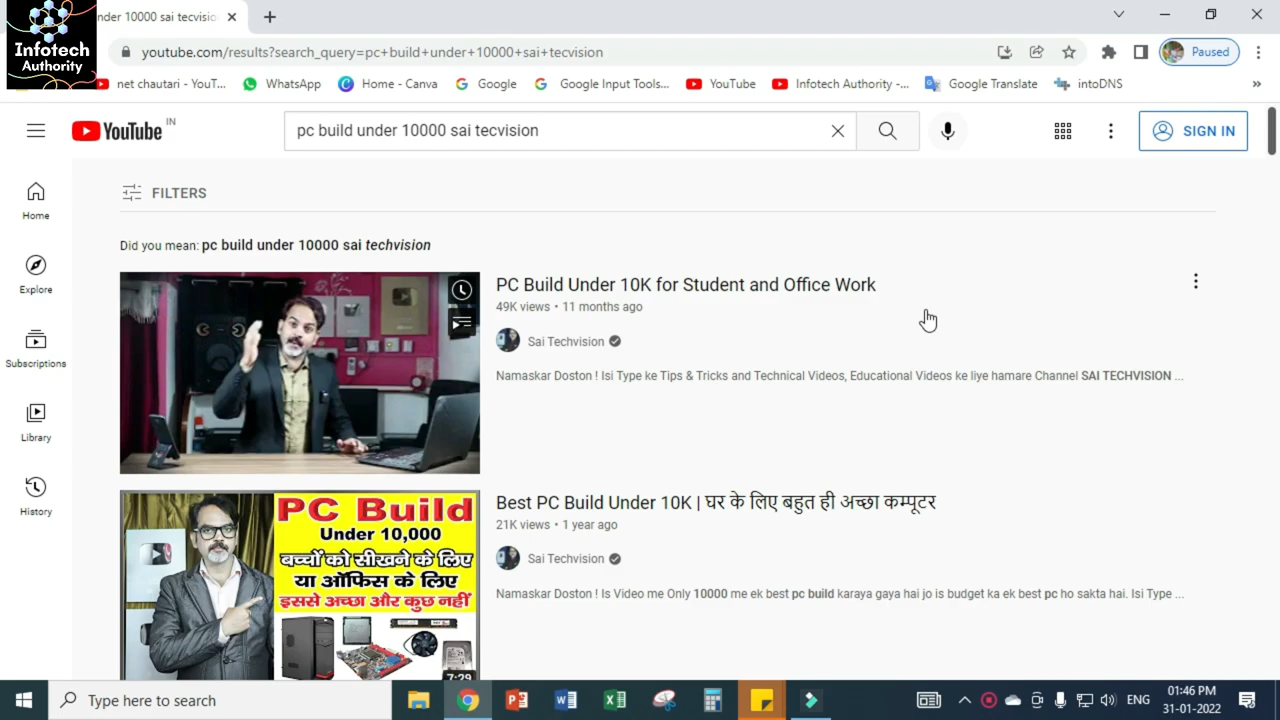 Infotech
Authority
nder 10000 sai tecvisio
youtube.com/results?search_query=pc+build+under+10000+sai+tecvision
Paused
net chautari - YouT...
WhatsApp
Home - Canva
Google
Google Input Tools...
YouTube
Infotech Authority -...
Google Translate
intoDNS
YouTube IN
pc build under 10000 sai tecvision
SIGN IN
Home
Explore
Subscriptions
Library
History
FILTERS
Did you mean: pc build under 10000 sai techvision
PC Build Under 10K for Student and Office Work
49K views • 11 months ago
Sai Techvision
Namaskar Doston ! Isi Type ke Tips & Tricks and Technical Videos, Educational Videos ke liye hamare Channel SAI TECHVISION ...
PC Build
Under 10,000
बच्चों को सीखने के लिए
या ऑफिस के लिए
इससे अच्छा और कुछ नहीं
7:29
Best PC Build Under 10K | घर के लिए बहुत ही अच्छा कम्पूटर
21K views • 1 year ago
Sai Techvision
Namaskar Doston ! Is Video me Only 10000 me ek best pc build karaya gaya hai jo is budget ka ek best pc ho sakta hai. Isi Type ...
Type here to search
ENG
01:46 PM
31-01-2022